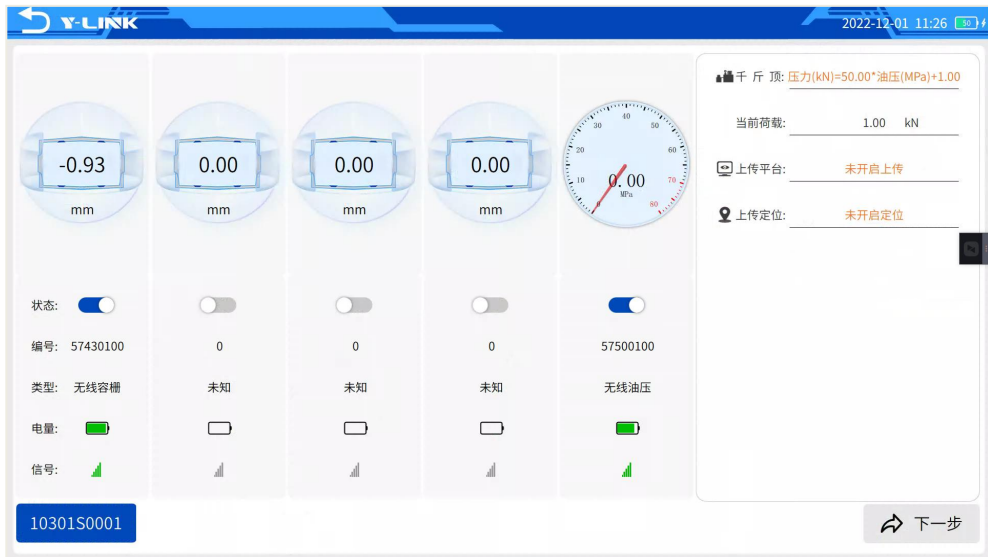 Y-LINK
2022-12-01 11:26 50
-0.93 0.00 0.00 0.00
mm mm mm mm
10 20 30 40 50 60 70 80
0.00
MPa
千斤顶: 压力(kN)=50.00*油压(MPa)+1.00
当前荷载: 1.00 kN
上传平台: 未开启上传
上传定位: 未开启定位
状态:
编号: 57430100 0 0 0 57500100
类型: 无线容栅 未知 未知 未知 无线油压
电量:
信号:
10301S0001
下一步